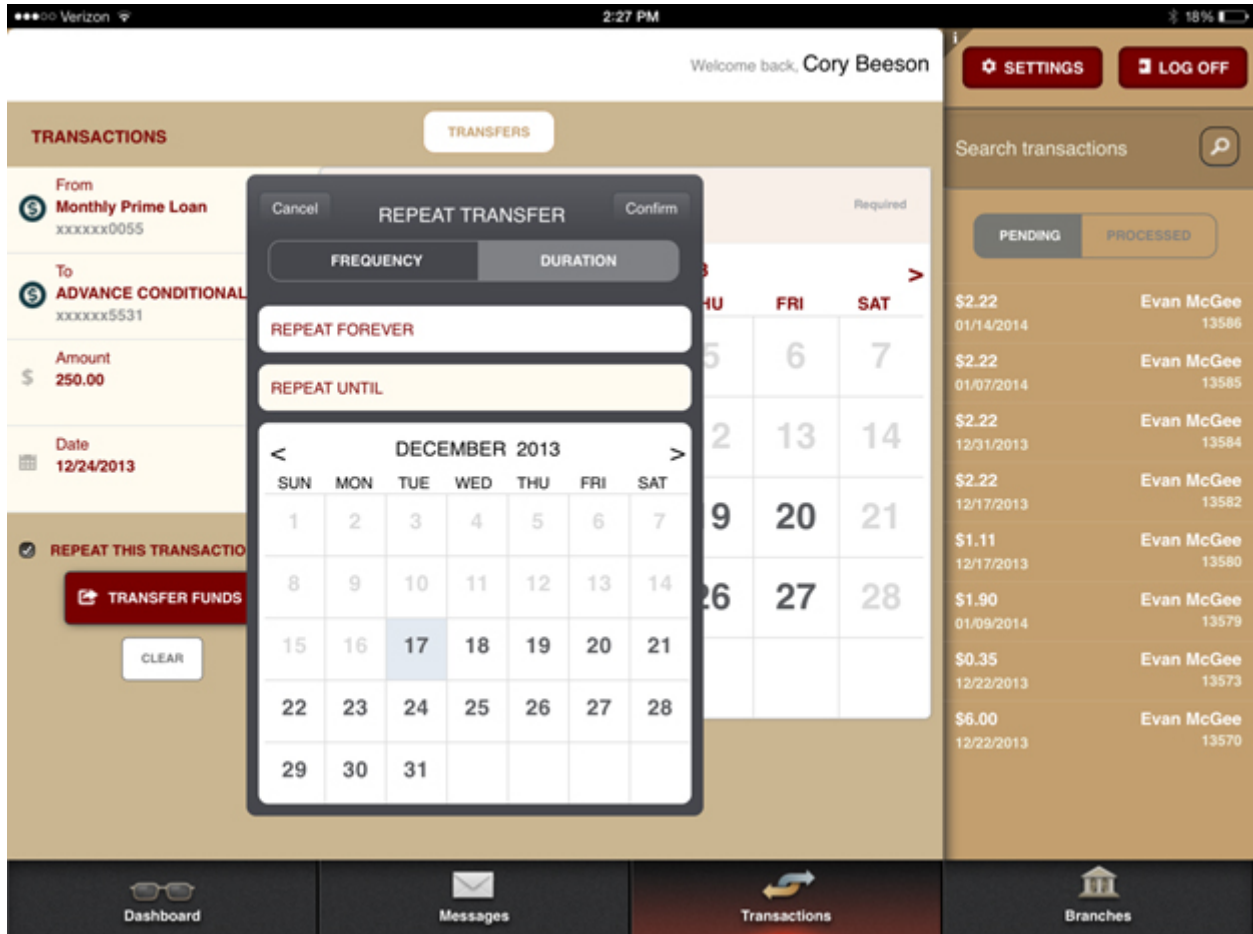 Verizon 2:27 PM 18%
Welcome back, Cory Beeson
i
SETTINGS LOG OFF
TRANSACTIONS TRANSFERS
Search transactions
From
Monthly Prime Loan
xxxxxx0055
To
ADVANCE CONDITIONAL
xxxxxx5531
Amount
$ 250.00
Date
12/24/2013
REPEAT THIS TRANSACTIO
TRANSFER FUNDS
CLEAR
Cancel REPEAT TRANSFER Confirm
FREQUENCY DURATION
REPEAT FOREVER
REPEAT UNTIL
< DECEMBER 2013 >
SUN MON TUE WED THU FRI SAT
1 2 3 4 5 6 7
8 9 10 11 12 13 14
15 16 17 18 19 20 21
22 23 24 25 26 27 28
29 30 31
Required
3 >
HU FRI SAT
5 6 7
2 13 14
9 20 21
26 27 28
PENDING PROCESSED
$2.22 Evan McGee
01/14/2014 13586
$2.22 Evan McGee
01/07/2014 13585
$2.22 Evan McGee
12/31/2013 13584
$2.22 Evan McGee
12/17/2013 13582
$1.11 Evan McGee
12/17/2013 13580
$1.90 Evan McGee
01/09/2014 13579
$0.35 Evan McGee
12/22/2013 13573
$6.00 Evan McGee
12/22/2013 13570
Dashboard Messages Transactions Branches